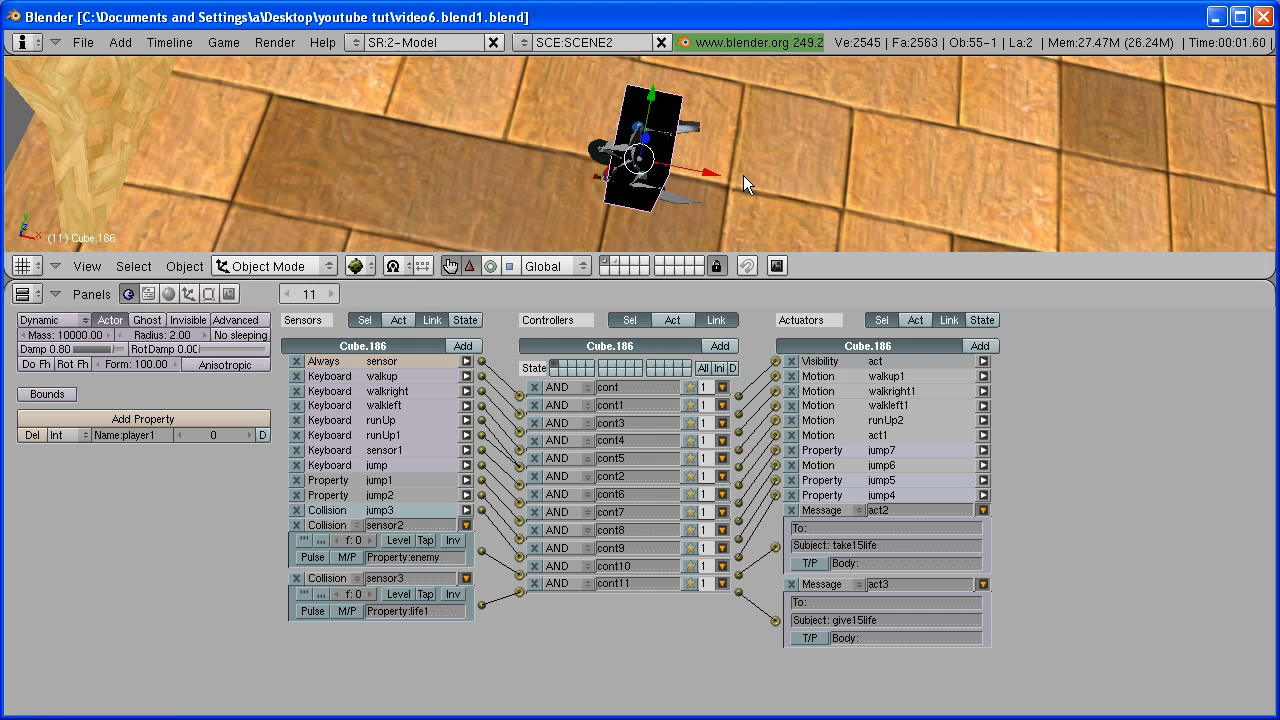 Blender [C:\Documents and Settings\a\Desktop\youtube tut\video6.blend1.blend]
File Add Timeline Game Render Help SR:2-Model SCE:SCENE2 www.blender.org 249.2 Ve:2545 | Fa:2563 | Ob:55-1 | La:2 | Mem:27.47M (26.24M) | Time:00:01.60 |
(11) Cube.186
View Select Object Object Mode Global
Panels 11
Dynamic Actor Ghost Invisible Advanced
Mass: 10000.00 Radius: 2.00 No sleeping
Damp 0.80 RotDamp 0.00
Do Fh Rot Fh Form: 100.00 Anisotropic
Bounds
Add Property
Del Int Name:player1 0 D
Sensors Sel Act Link State
Cube.186 Add
Always sensor
Keyboard walkup
Keyboard walkright
Keyboard walkleft
Keyboard runUp
Keyboard runUp1
Keyboard sensor1
Keyboard jump
Property jump1
Property jump2
Collision jump3
Collision sensor2
f: 0 Level Tap Inv
Pulse M/P Property:enemy
Collision sensor3
f: 0 Level Tap Inv
Pulse M/P Property:life1
Controllers Sel Act Link
Cube.186 Add
State All Ini D
AND cont 1
AND cont1 1
AND cont3 1
AND cont4 1
AND cont5 1
AND cont2 1
AND cont6 1
AND cont7 1
AND cont8 1
AND cont9 1
AND cont10 1
AND cont11 1
Actuators Sel Act Link State
Cube.186 Add
Visibility act
Motion walkup1
Motion walkright1
Motion walkleft1
Motion runUp2
Motion act1
Property jump7
Motion jump6
Property jump5
Property jump4
Message act2
To:
Subject: take15life
T/P Body:
Message act3
To:
Subject: give15life
T/P Body: